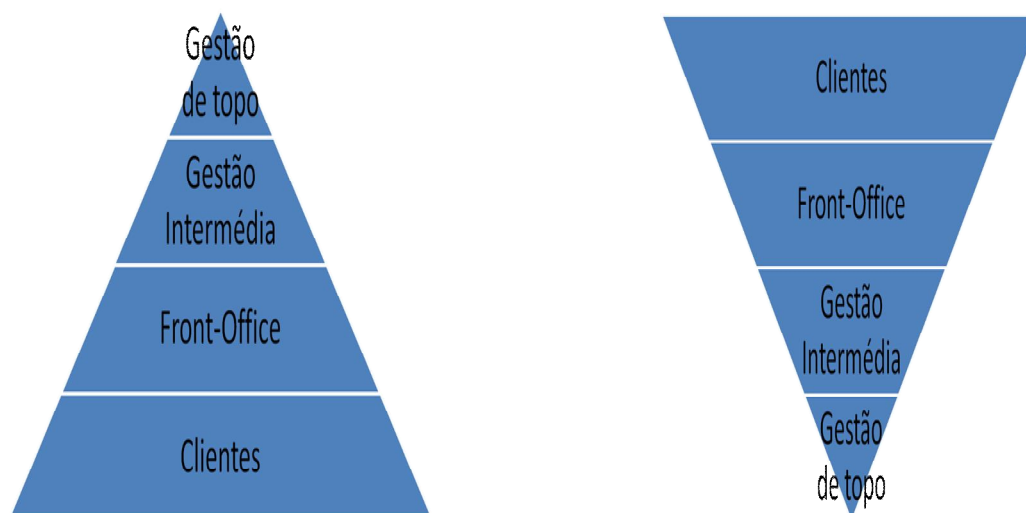 Gestão
de topo
Gestão
Intermédia
Front-Office
Clientes
Clientes
Front-Office
Gestão
Intermédia
Gestão
de topo